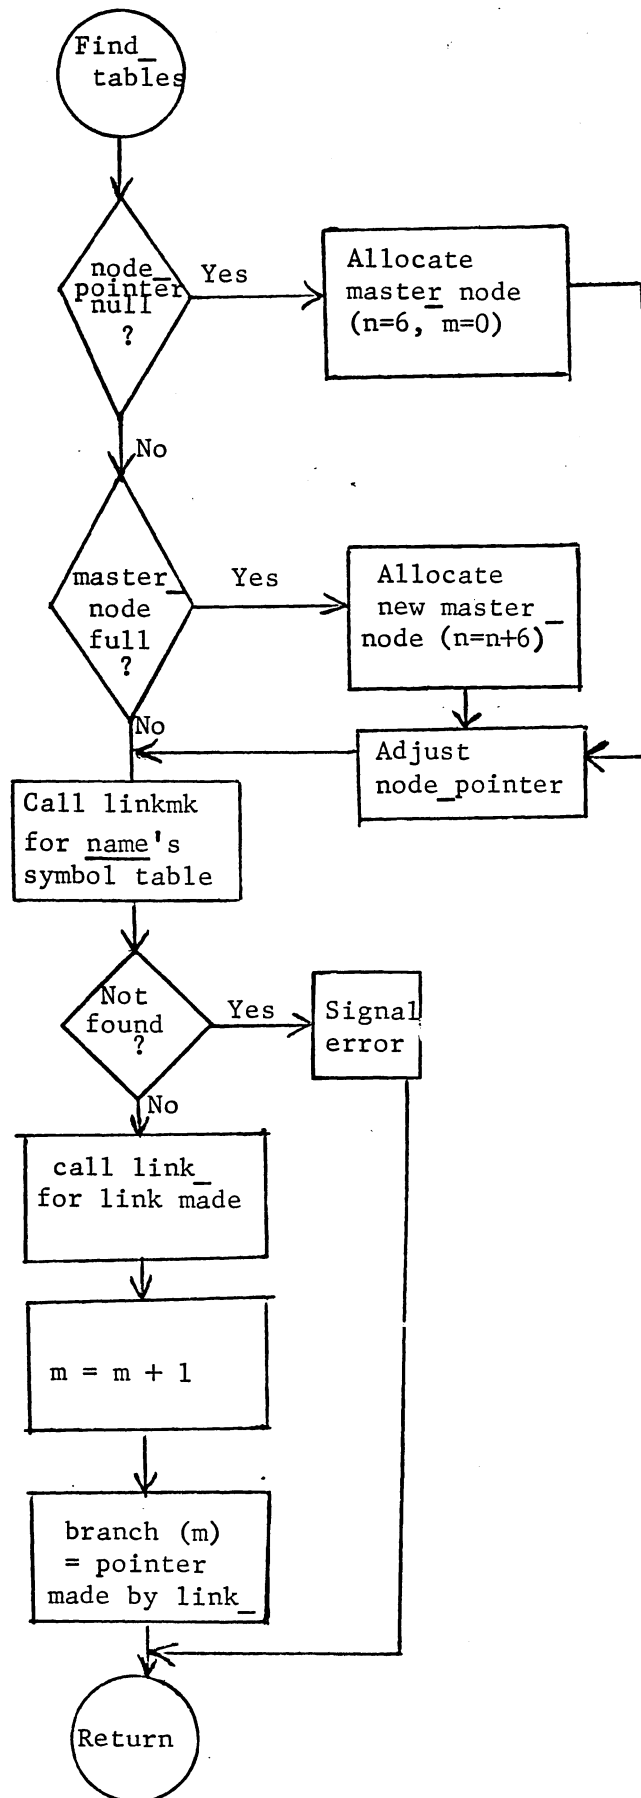 Find_
tables
node_
pointer
null
?
Yes
Allocate
master_node
(n=6, m=0)
No
master_
node
full
?
Yes
Allocate
new master_
node (n=n+6)
No
Adjust
node_pointer
Call linkmk
for name's
symbol table
Not
found
?
Yes
Signal
error
No
call link_
for link made
m = m + 1
branch (m)
= pointer
made by link_
Return